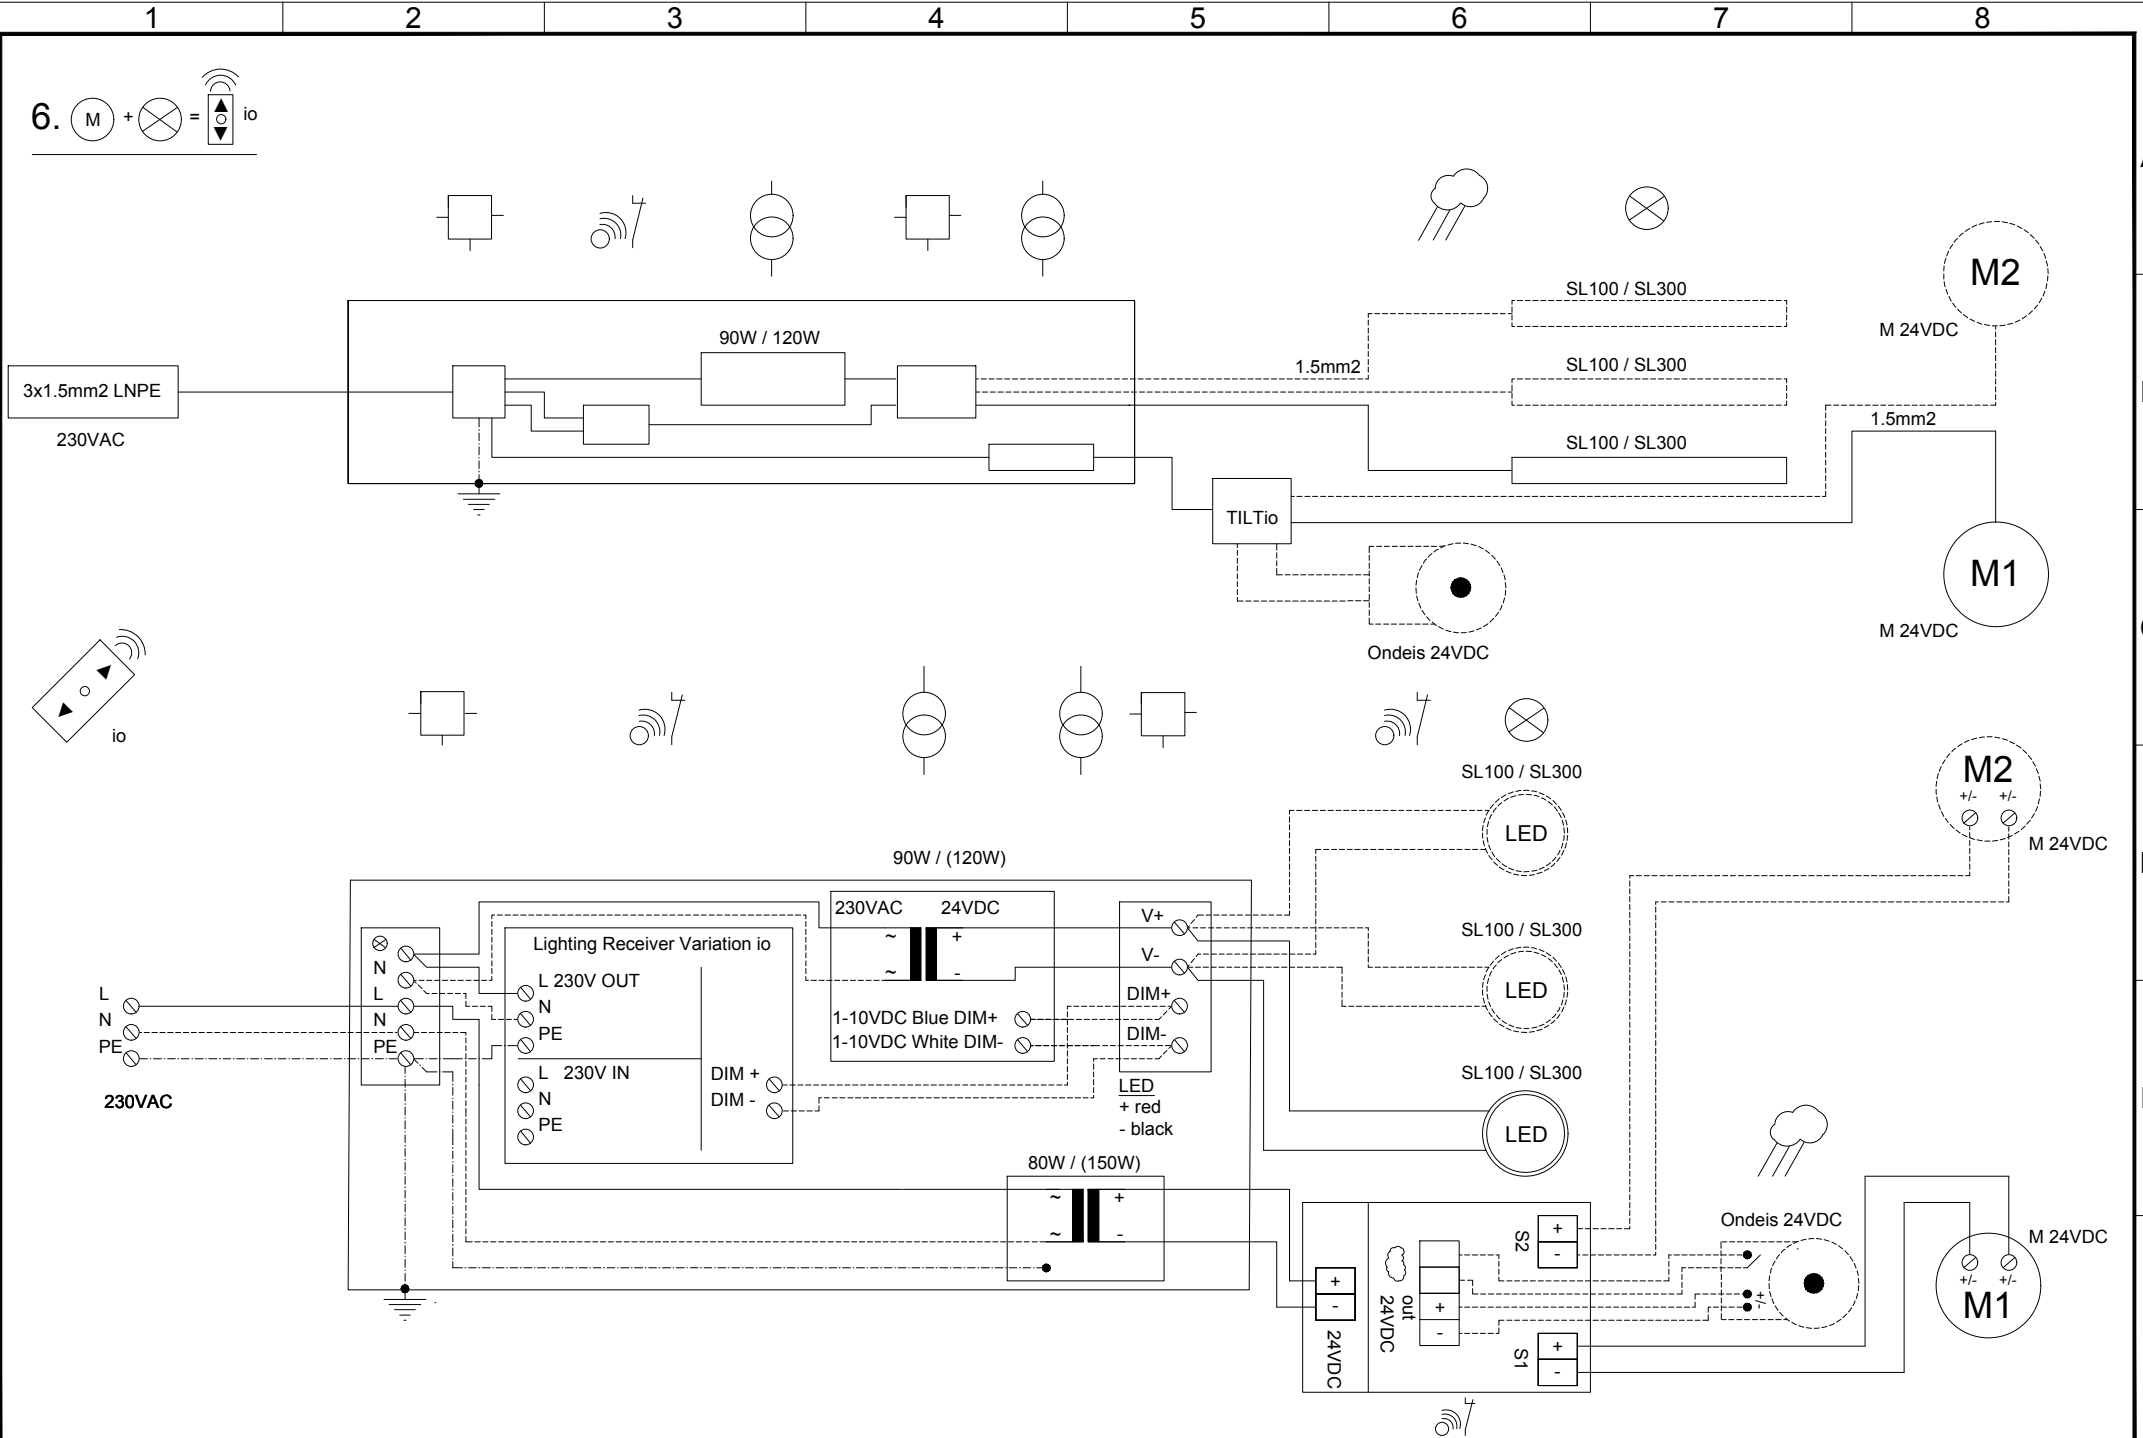 1 2 3 4 5 6 7 8
6. M + = io
M2
SL100 / SL300
M 24VDC
90W / 120W
1.5mm2
SL100 / SL300
3x1.5mm2 LNPE
1.5mm2
230VAC
SL100 / SL300
TILTio
M1
M 24VDC
Ondeis 24VDC
io
SL100 / SL300
M2
+/- +/-
LED
M 24VDC
90W / (120W)
230VAC 24VDC
V+
~ +
SL100 / SL300
Lighting Receiver Variation io
N
V-
~ -
L 230V OUT
L
L
DIM+
LED
N
N
N
1-10VDC Blue DIM+
PE
PE
PE
1-10VDC White DIM-
DIM-
L 230V IN
DIM +
SL100 / SL300
230VAC
N
DIM -
LED
+ red
PE
- black
LED
80W / (150W)
~ +
~ -
S2
+
-
Ondeis 24VDC
M 24VDC
+
-
24VDC
out
24VDC
+
-
+/-
+/- +/-
M1
S1
+
-